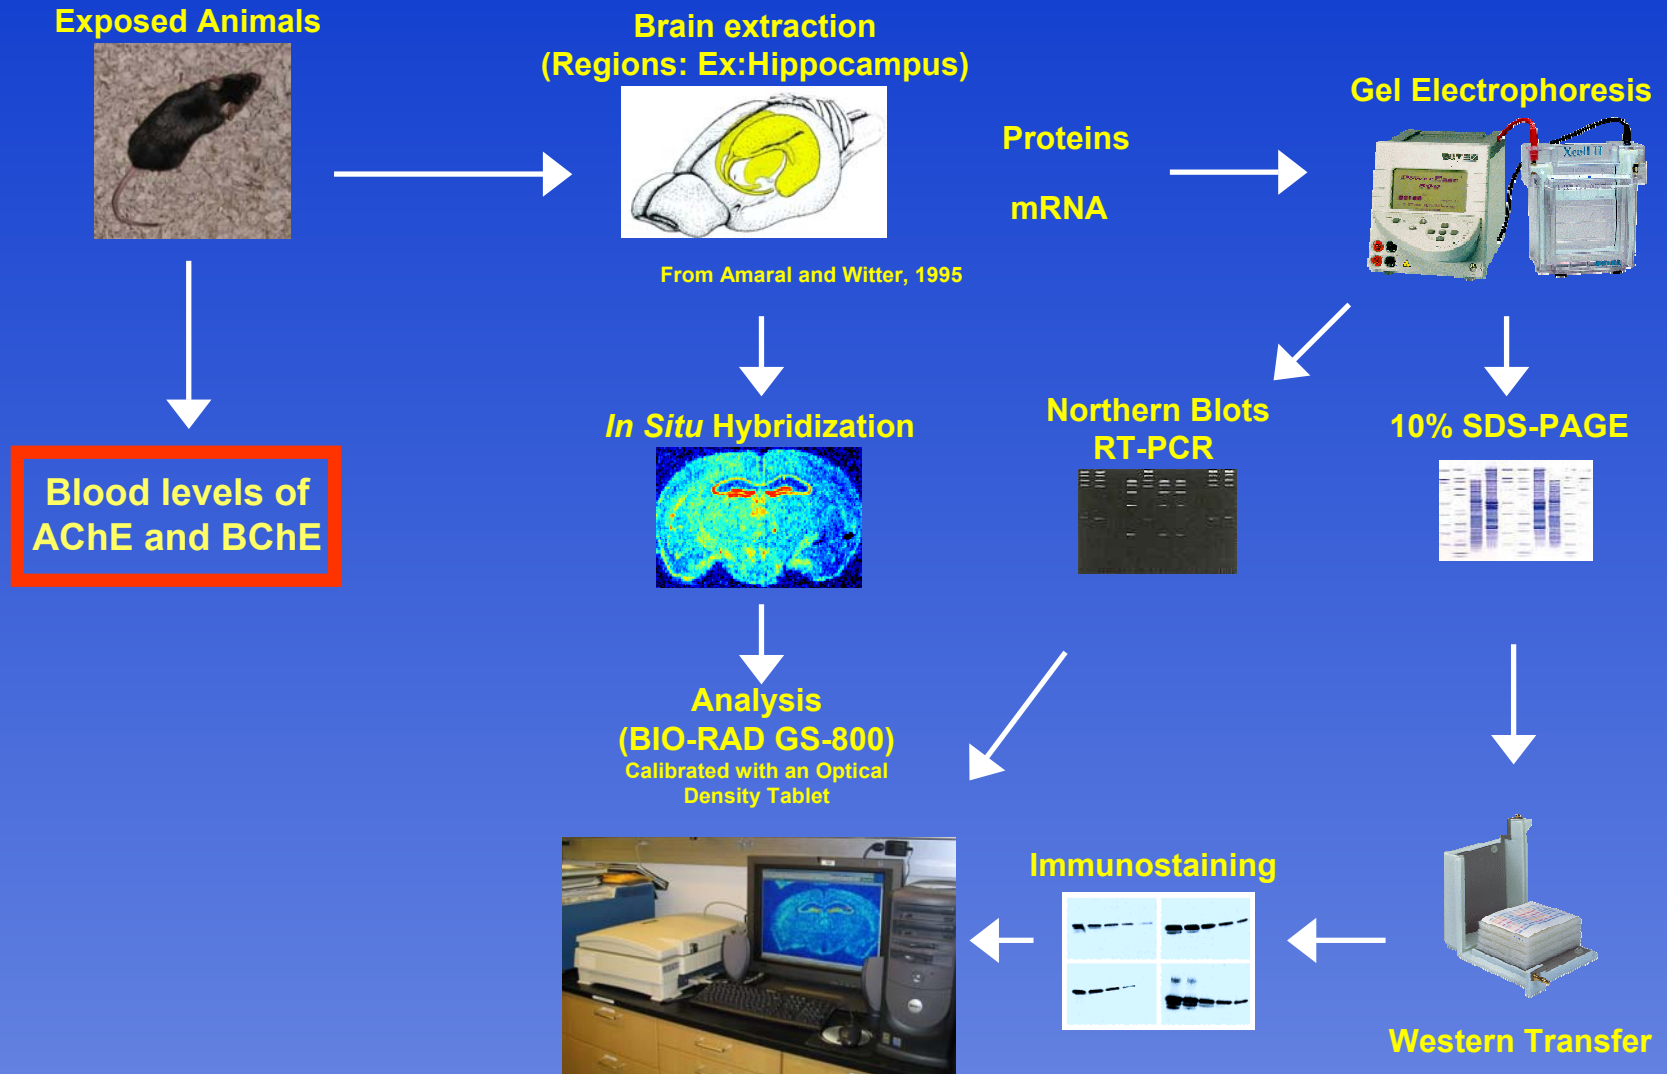 Exposed Animals
Brain extraction
(Regions: Ex:Hippocampus)
From Amaral and Witter, 1995
Proteins
mRNA
Gel Electrophoresis
Xcell II
Blood levels of
AChE and BChE
In Situ Hybridization
Northern Blots
RT-PCR
10% SDS-PAGE
Analysis
(BIO-RAD GS-800)
Calibrated with an Optical
Density Tablet
Immunostaining
Western Transfer